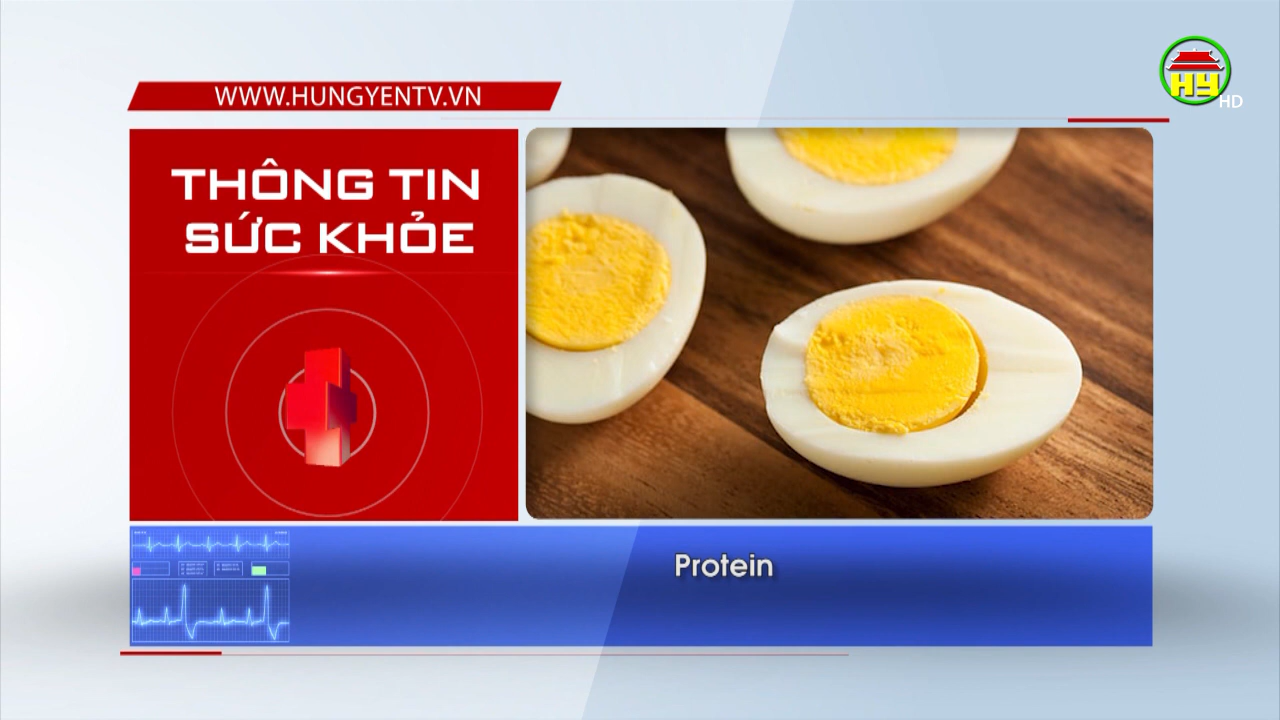 WWW.HUNGYENTV.VN
HY
HD
THÔNG TIN
SỨC KHỎE
Protein